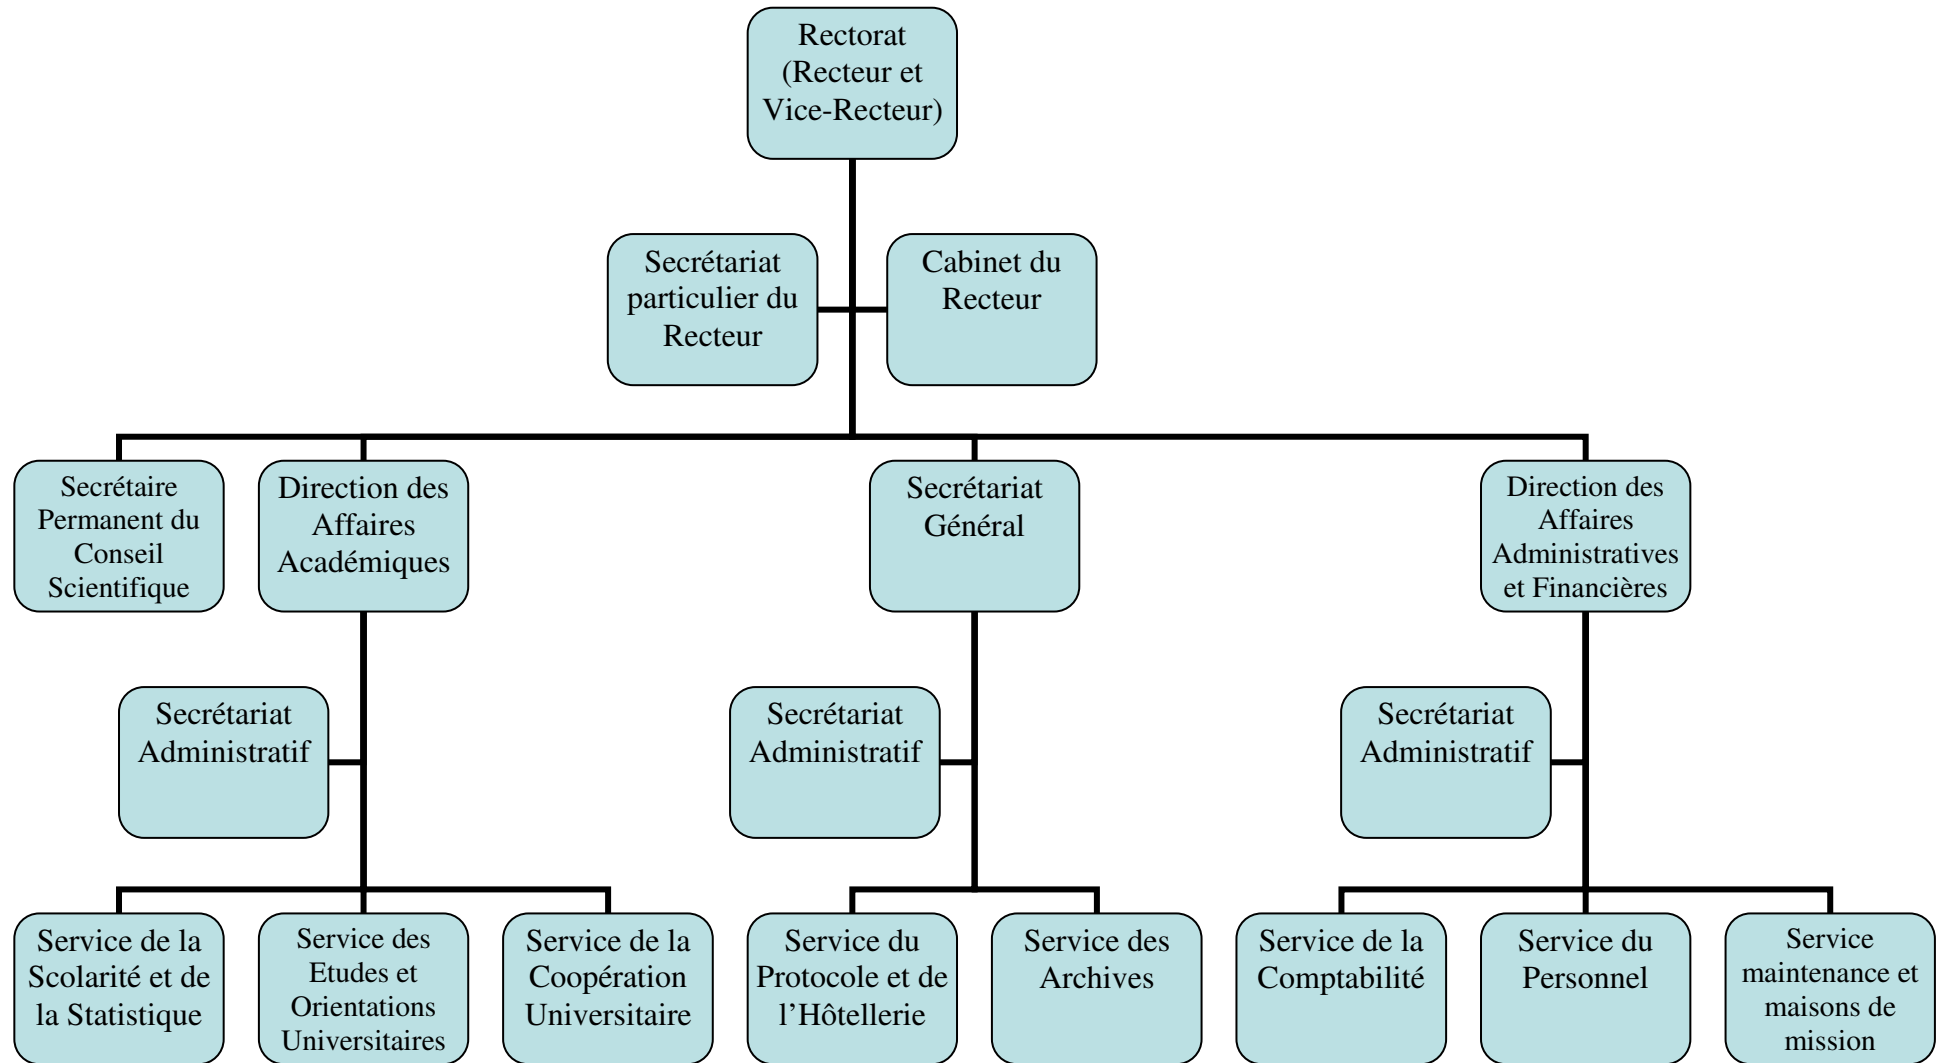 Rectorat
(Recteur et
Vice-Recteur)
Secrétariat
particulier du
Recteur
Cabinet du
Recteur
Secrétaire
Permanent du
Conseil
Scientifique
Direction des
Affaires
Académiques
Secrétariat
Général
Direction des
Affaires
Administratives
et Financières
Secrétariat
Administratif
Secrétariat
Administratif
Secrétariat
Administratif
Service de la
Scolarité et de
la Statistique
Service des
Etudes et
Orientations
Universitaires
Service de la
Coopération
Universitaire
Service du
Protocole et de
l’Hôtellerie
Service des
Archives
Service de la
Comptabilité
Service du
Personnel
Service
maintenance et
maisons de
mission